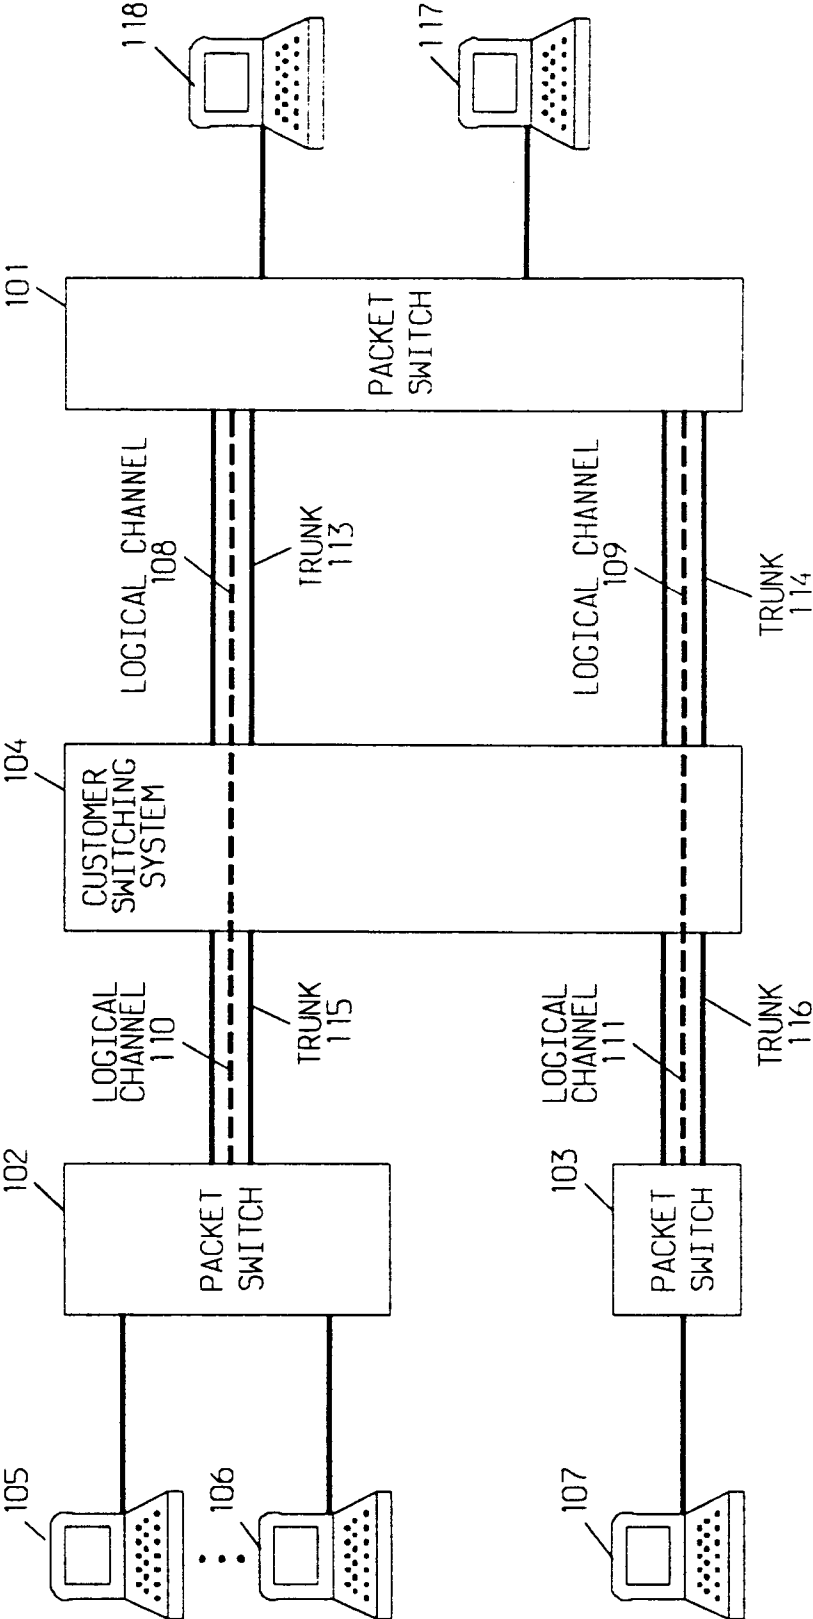 105
102
104
101
118
CUSTOMER
SWITCHING
SYSTEM
LOGICAL
CHANNEL
110
LOGICAL CHANNEL
108
106
PACKET
SWITCH
TRUNK
115
TRUNK
113
PACKET
SWITCH
117
103
LOGICAL
CHANNEL
111
LOGICAL CHANNEL
109
107
PACKET
SWITCH
TRUNK
116
TRUNK
114